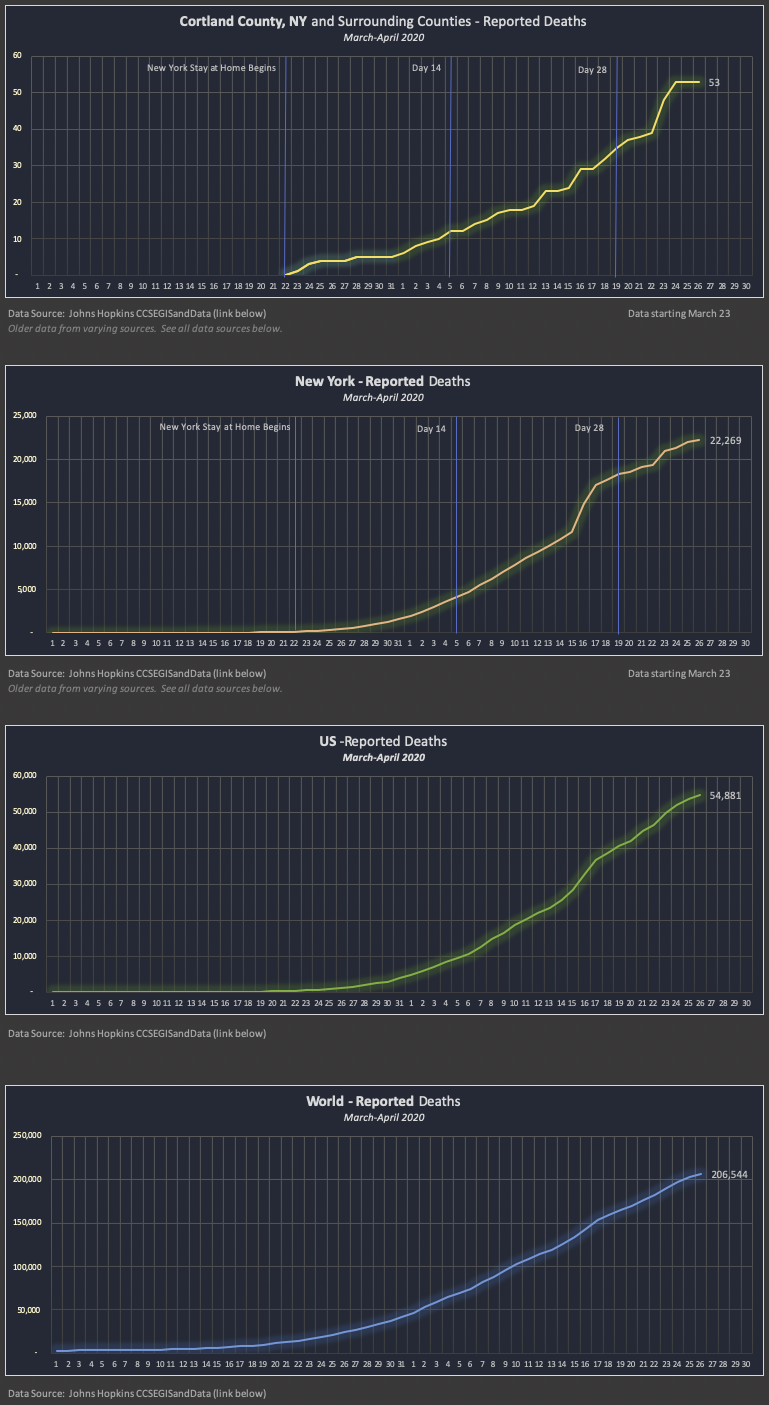 Cortland County, NY and Surrounding Counties - Reported Deaths
March-April 2020
60
New York Stay at Home Begins Day 14 Day 28
53
50
40
30
20
10
-
1 2 3 4 5 6 7 8 9 10 11 12 13 14 15 16 17 18 19 20 21 22 23 24 25 26 27 28 29 30 31 1 2 3 4 5 6 7 8 9 10 11 12 13 14 15 16 17 18 19 20 21 22 23 24 25 26 27 28 29 30
Data Source: Johns Hopkins CCSEGISandData (link below) Data starting March 23
Older data from varying sources. See all data sources below.
New York - Reported Deaths
March-April 2020
25,000
New York Stay at Home Begins Day 14 Day 28
22,269
20,000
15,000
10,000
5,000
-
1 2 3 4 5 6 7 8 9 10 11 12 13 14 15 16 17 18 19 20 21 22 23 24 25 26 27 28 29 30 31 1 2 3 4 5 6 7 8 9 10 11 12 13 14 15 16 17 18 19 20 21 22 23 24 25 26 27 28 29 30
Data Source: Johns Hopkins CCSEGISandData (link below) Data starting March 23
Older data from varying sources. See all data sources below.
US -Reported Deaths
March-April 2020
60,000
54,881
50,000
40,000
30,000
20,000
10,000
-
1 2 3 4 5 6 7 8 9 10 11 12 13 14 15 16 17 18 19 20 21 22 23 24 25 26 27 28 29 30 31 1 2 3 4 5 6 7 8 9 10 11 12 13 14 15 16 17 18 19 20 21 22 23 24 25 26 27 28 29 30
Data Source: Johns Hopkins CCSEGISandData (link below)
World - Reported Deaths
March-April 2020
250,000
206,544
200,000
150,000
100,000
50,000
-
1 2 3 4 5 6 7 8 9 10 11 12 13 14 15 16 17 18 19 20 21 22 23 24 25 26 27 28 29 30 31 1 2 3 4 5 6 7 8 9 10 11 12 13 14 15 16 17 18 19 20 21 22 23 24 25 26 27 28 29 30
Data Source: Johns Hopkins CCSEGISandData (link below)